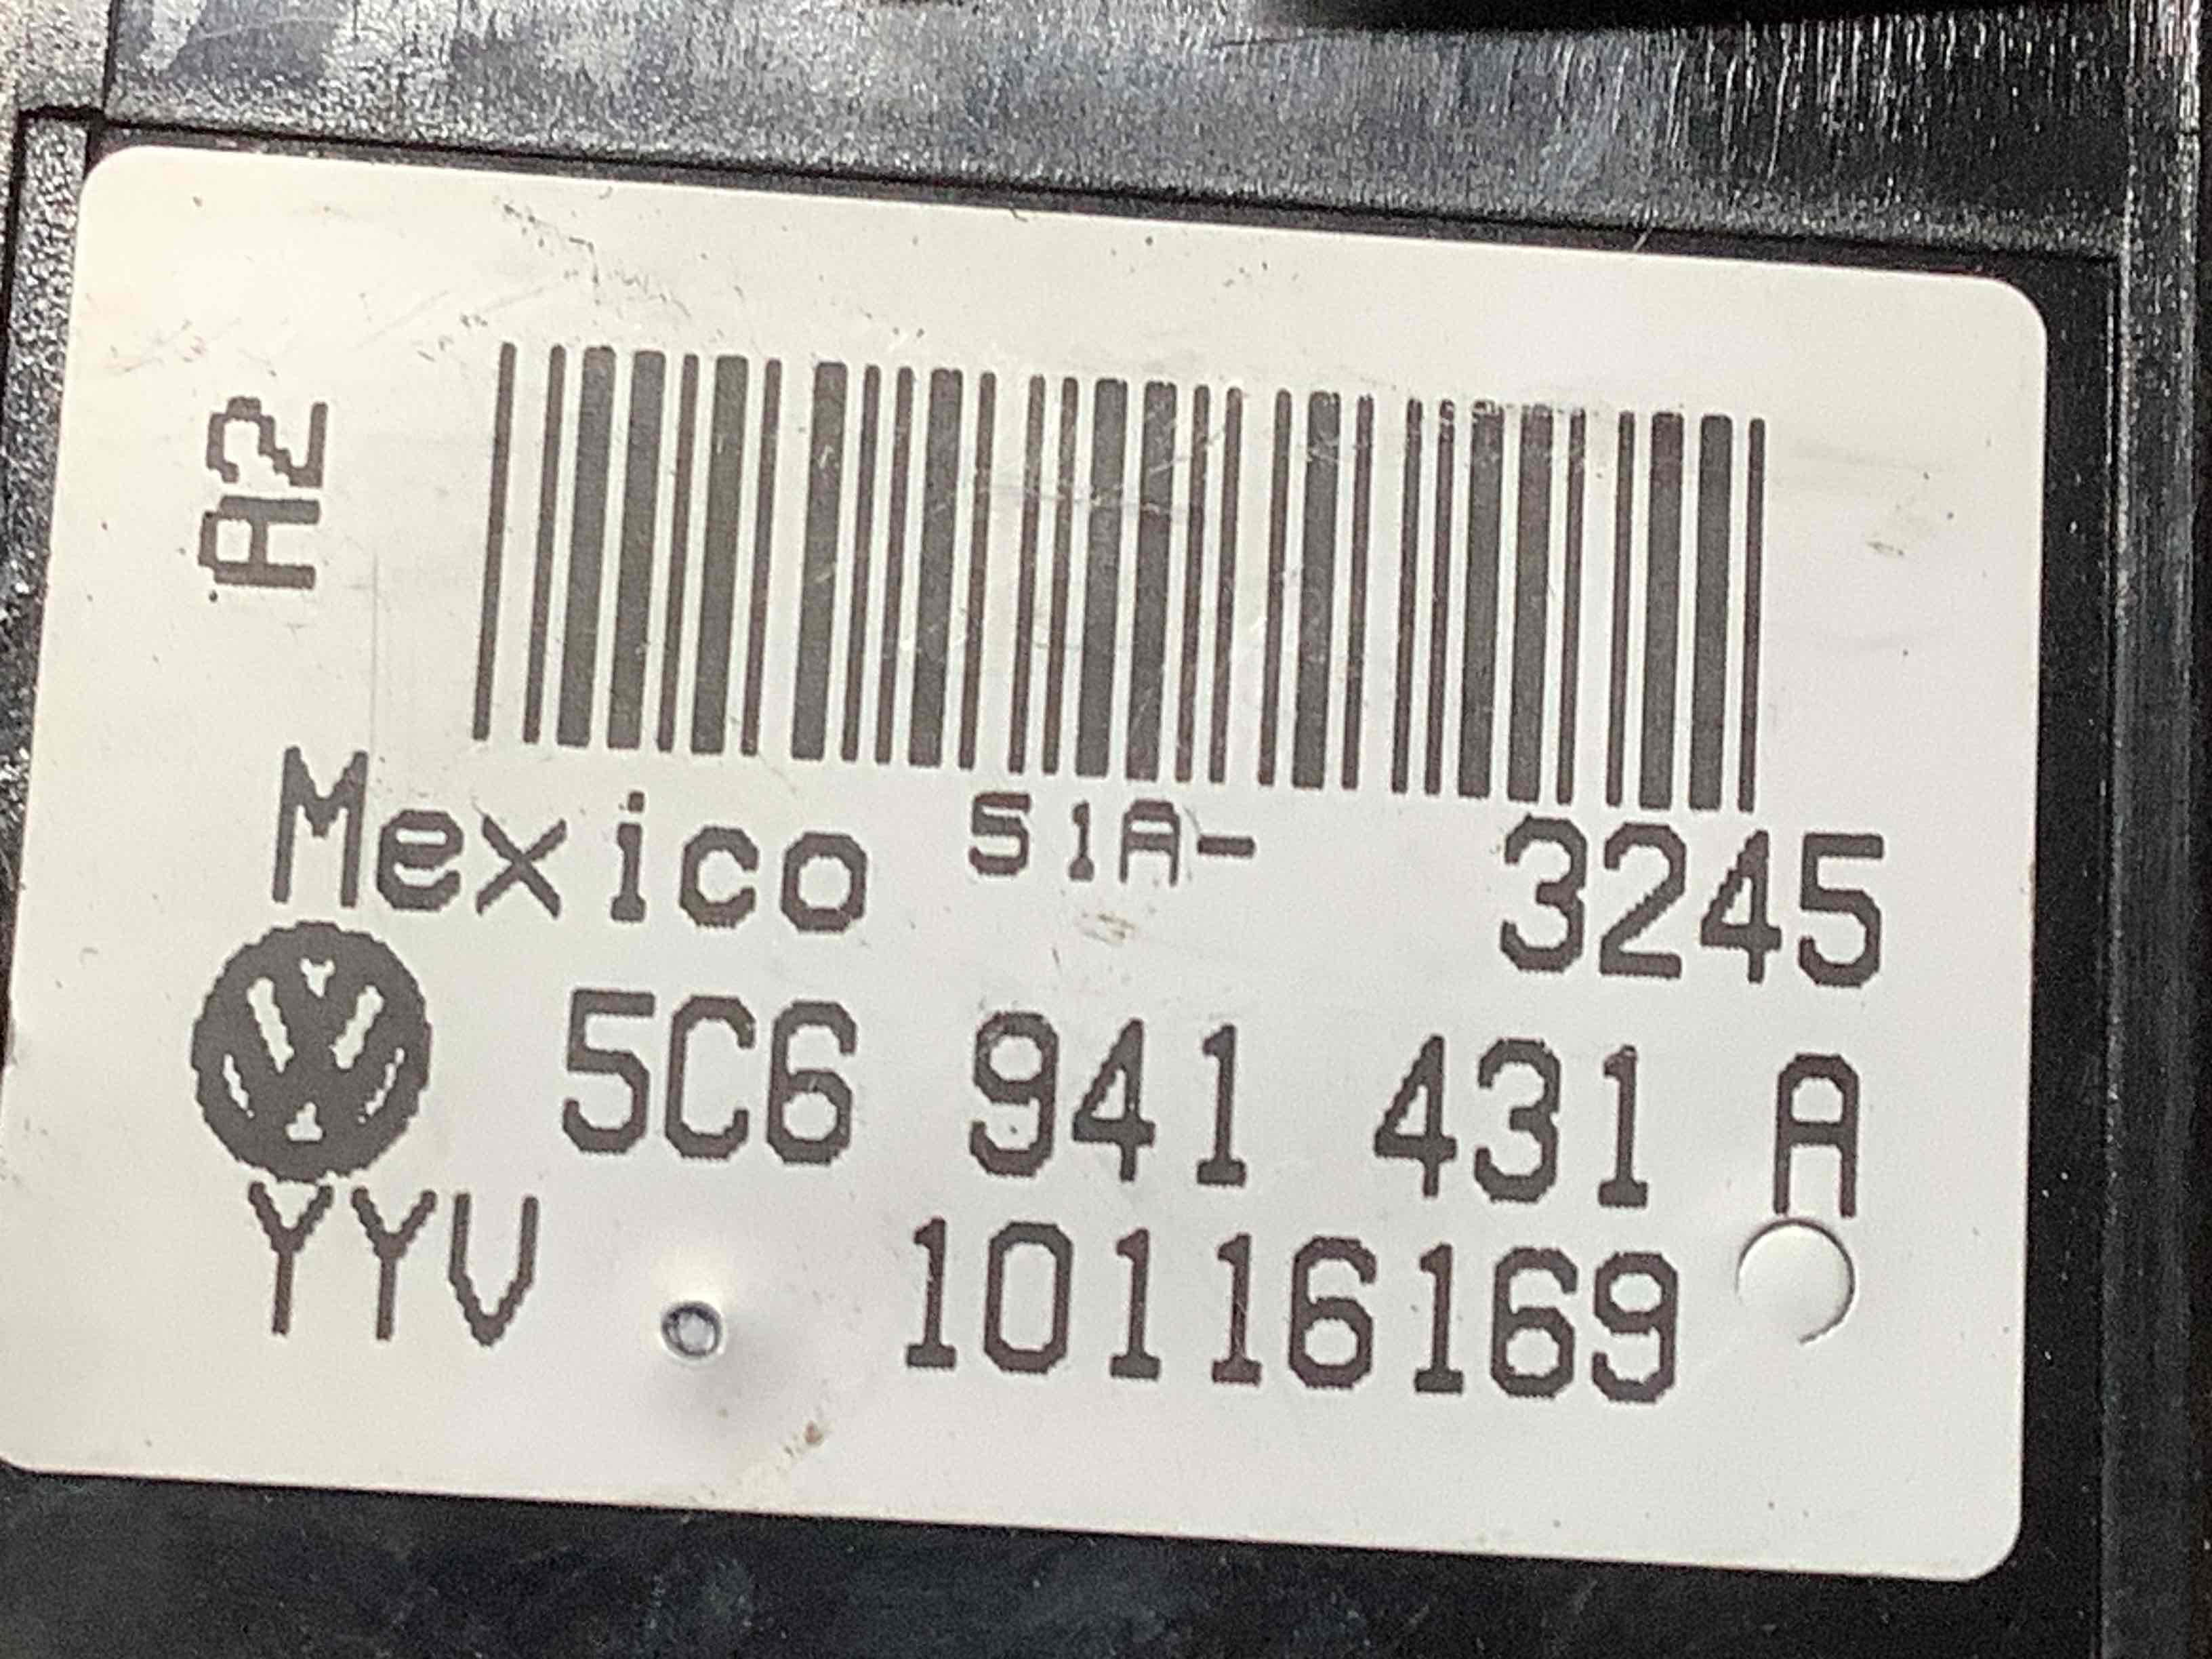 A2
Mexico 51A- 3245
5C6 941 431 A
YYV 10116169